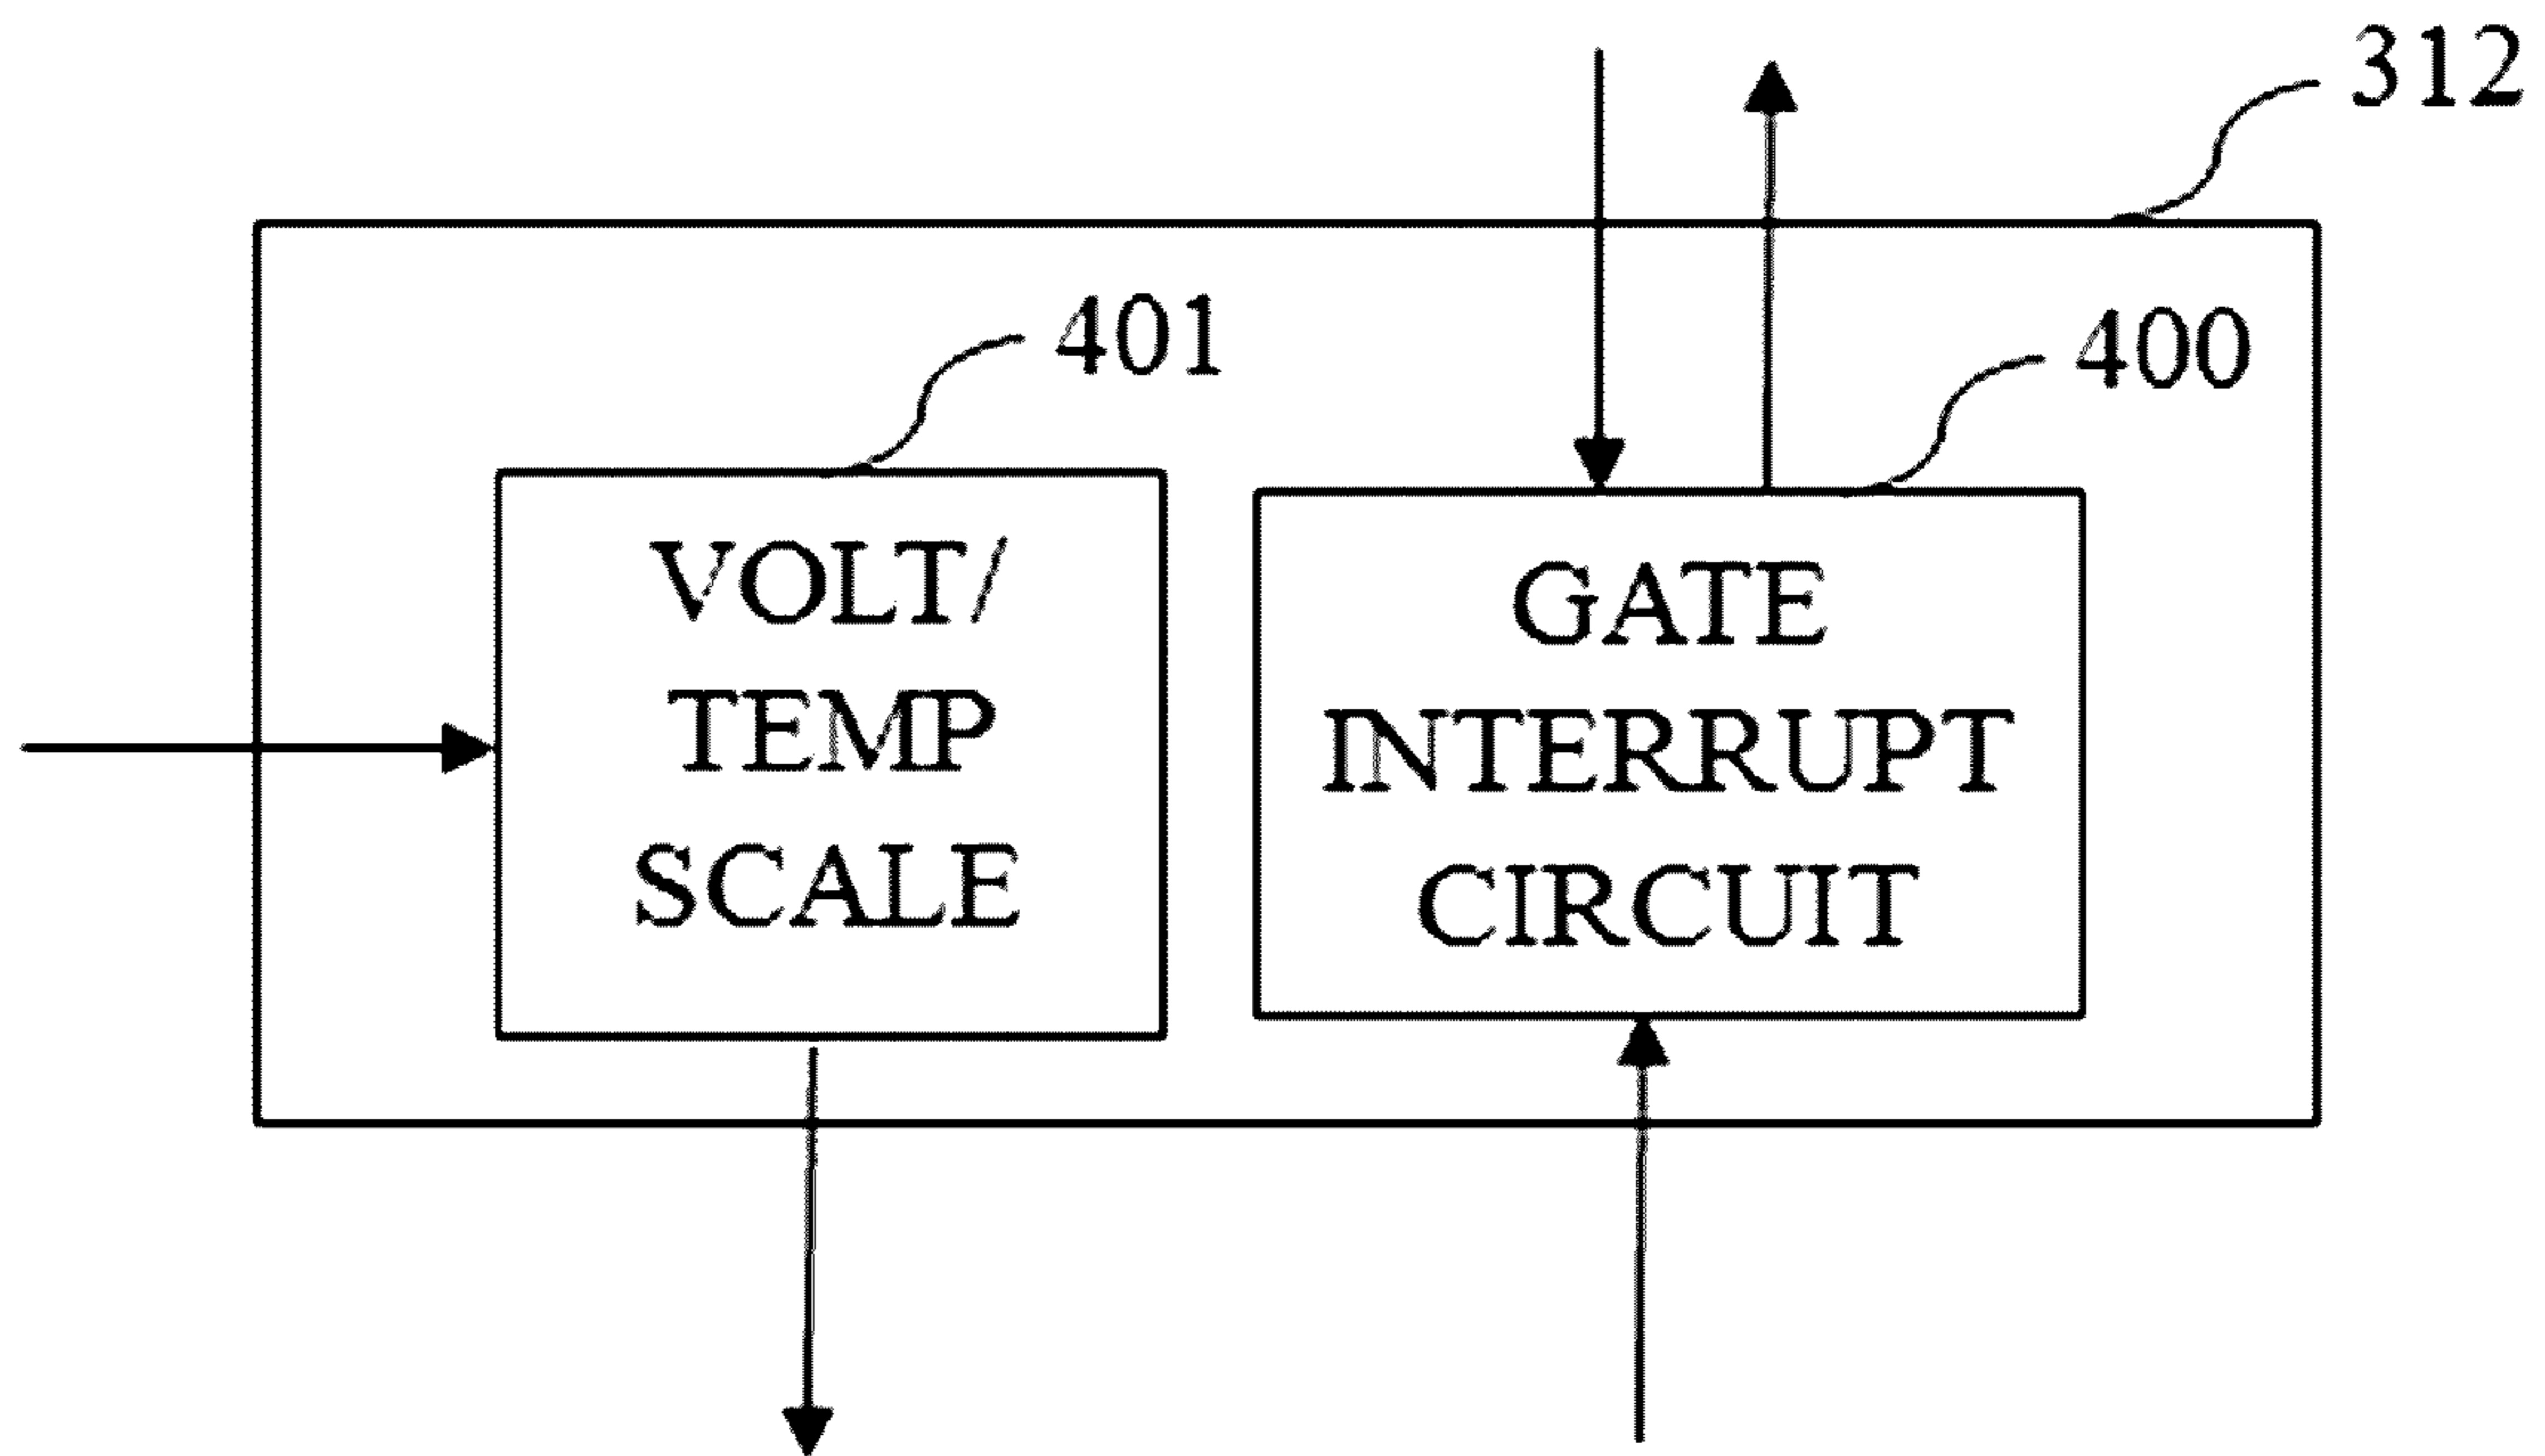 312
401
400
VOLT/
TEMP
SCALE
GATE
INTERRUPT
CIRCUIT